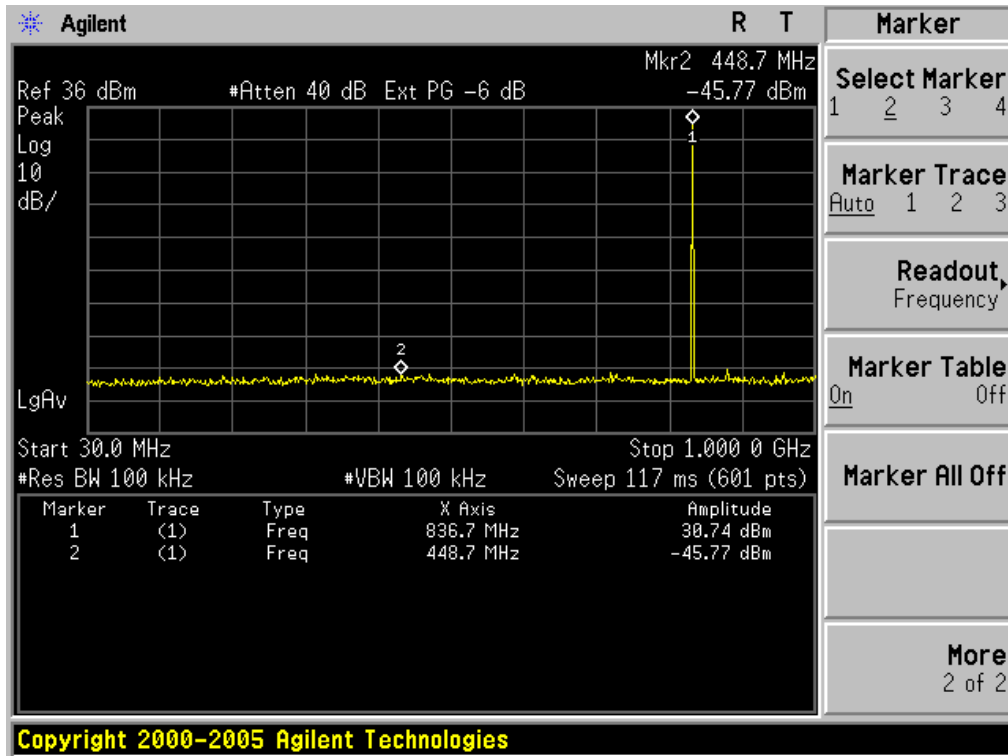 Agilent
R T
Marker
Mkr2 448.7 MHz
Ref 36 dBm #Atten 40 dB Ext PG -6 dB -45.77 dBm
Peak
Log
10
dB/
1
2
LgAv
Start 30.0 MHz Stop 1.000 0 GHz
#Res BW 100 kHz #VBW 100 kHz Sweep 117 ms (601 pts)
Marker Trace Type X Axis Amplitude
1 (1) Freq 836.7 MHz 30.74 dBm
2 (1) Freq 448.7 MHz -45.77 dBm
Select Marker
1 2 3 4
Marker Trace
Auto 1 2 3
Readout
Frequency
Marker Table
On Off
Marker All Off
More
2 of 2
Copyright 2000-2005 Agilent Technologies